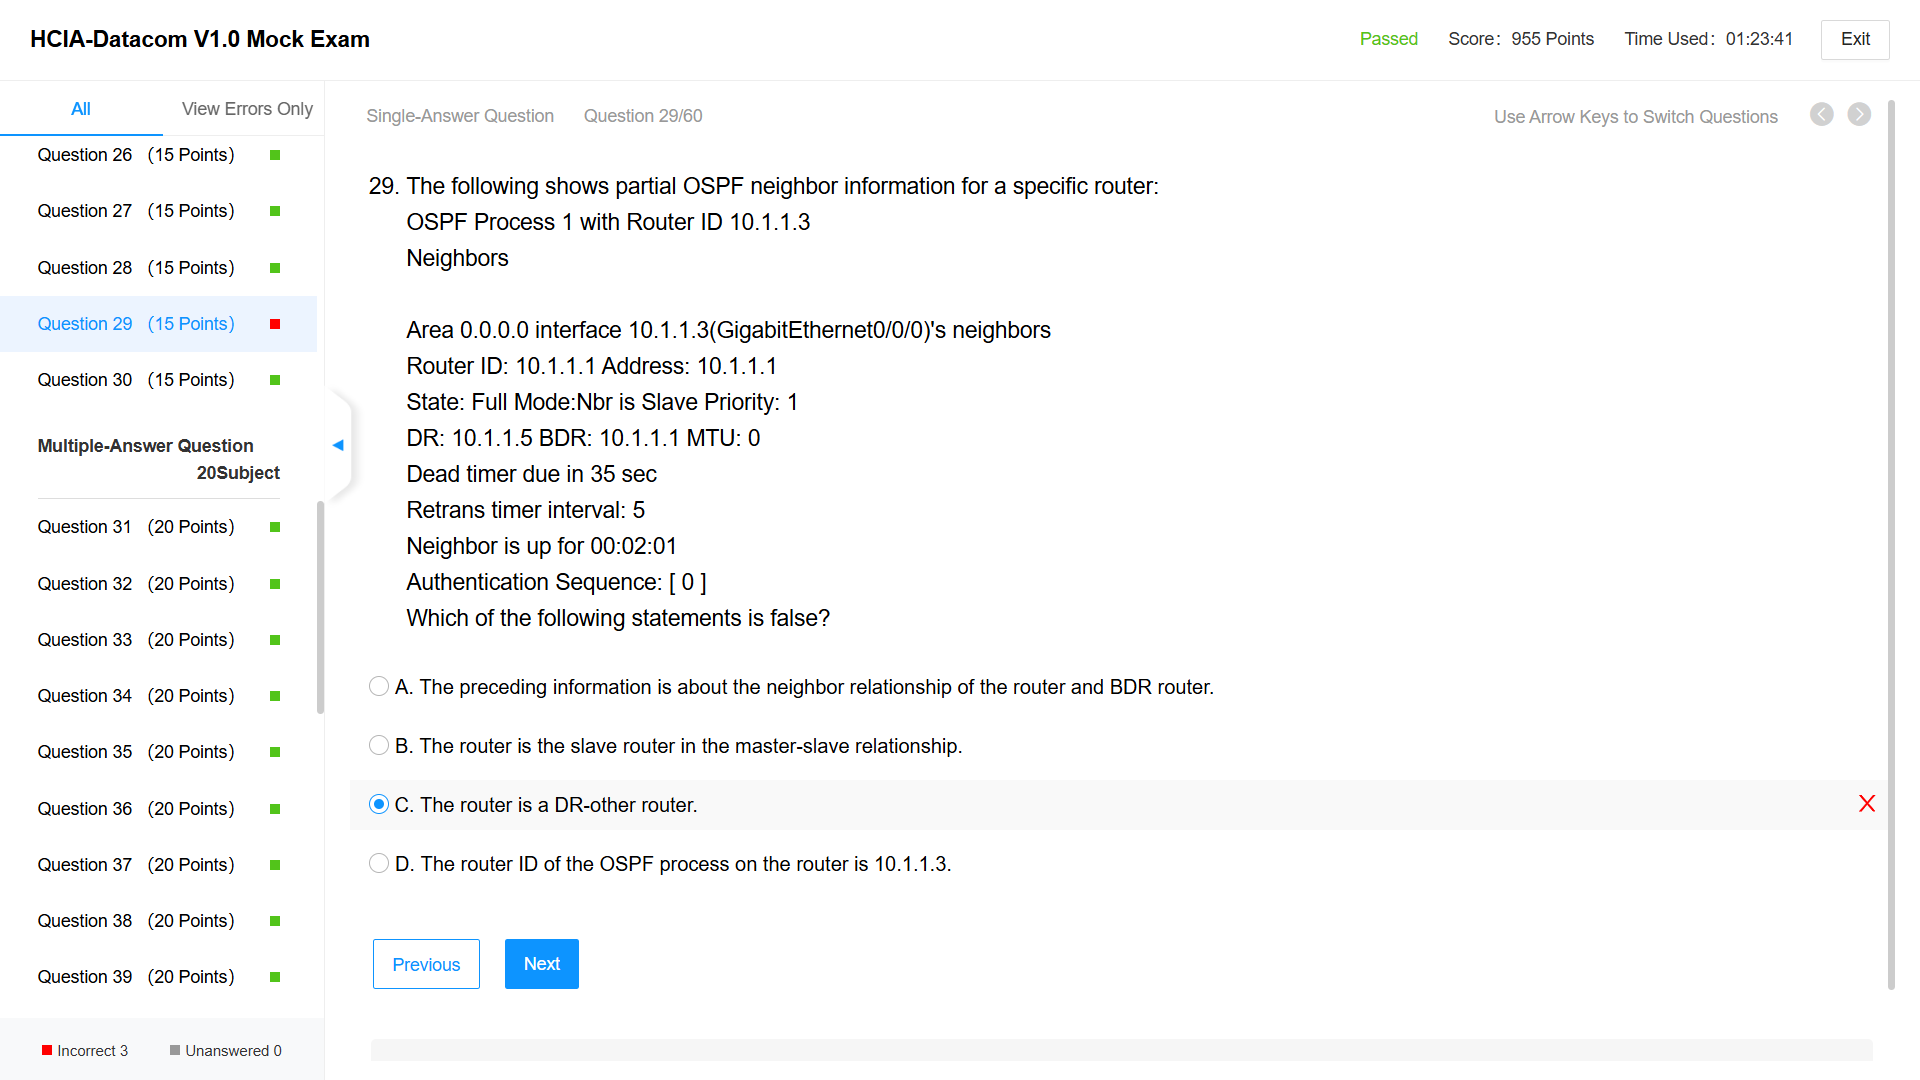 HCIA-Datacom V1.0 Mock Exam
Passed
Score: 955 Points
Time Used: 01:23:41
Exit
All
View Errors Only
Question 26 (15 Points)
Question 27 (15 Points)
Question 28 (15 Points)
Question 29 (15 Points)
Question 30 (15 Points)
Multiple-Answer Question
20Subject
Question 31 (20 Points)
Question 32 (20 Points)
Question 33 (20 Points)
Question 34 (20 Points)
Question 35 (20 Points)
Question 36 (20 Points)
Question 37 (20 Points)
Question 38 (20 Points)
Question 39 (20 Points)
Incorrect 3
Unanswered 0
Single-Answer Question
Question 29/60
Use Arrow Keys to Switch Questions
29. The following shows partial OSPF neighbor information for a specific router:
OSPF Process 1 with Router ID 10.1.1.3
Neighbors
Area 0.0.0.0 interface 10.1.1.3(GigabitEthernet0/0/0)'s neighbors
Router ID: 10.1.1.1 Address: 10.1.1.1
State: Full Mode:Nbr is Slave Priority: 1
DR: 10.1.1.5 BDR: 10.1.1.1 MTU: 0
Dead timer due in 35 sec
Retrans timer interval: 5
Neighbor is up for 00:02:01
Authentication Sequence: [ 0 ]
Which of the following statements is false?
A. The preceding information is about the neighbor relationship of the router and BDR router.
B. The router is the slave router in the master-slave relationship.
C. The router is a DR-other router.
D. The router ID of the OSPF process on the router is 10.1.1.3.
Previous
Next